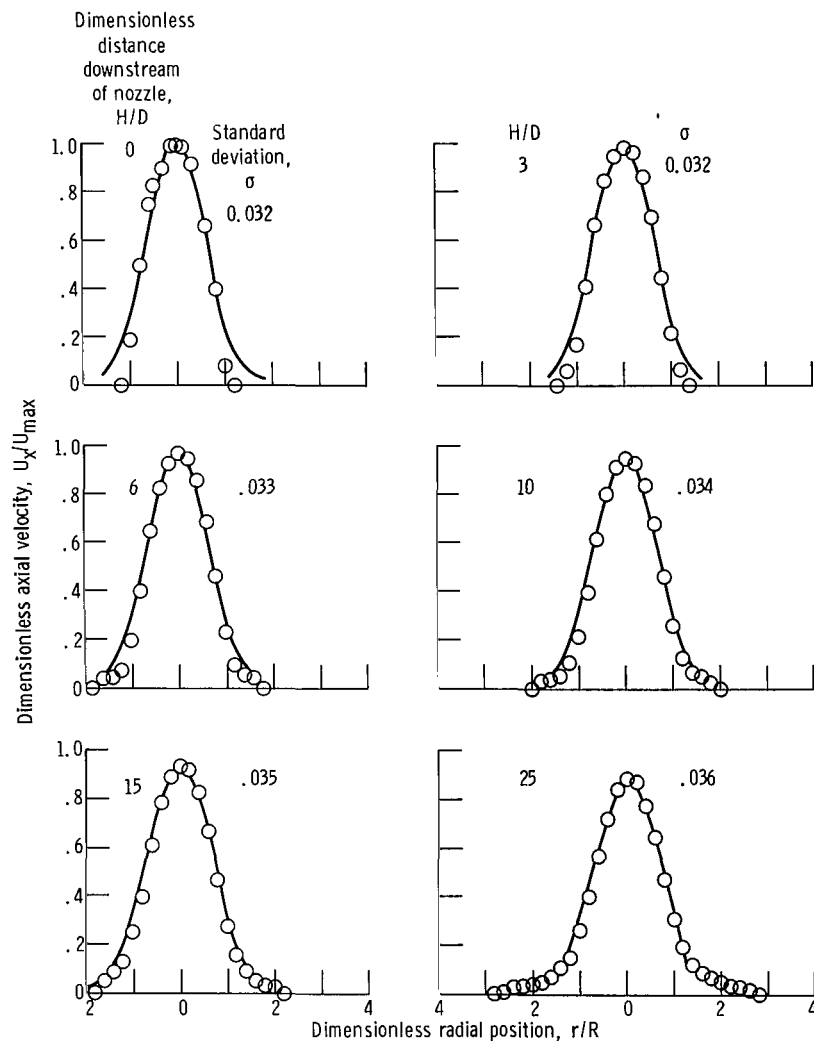 Dimensionless
distance
downstream
of nozzle,
H/D
0
Standard
deviation,
σ
0.032
H/D
3
σ
0.032
1.0
.8
.6
.4
.2
0
6
.033
10
.034
1.0
.8
.6
.4
.2
0
15
.035
25
.036
1.0
.8
.6
.4
.2
0
2 0 2 4
4 2 0 2 4
Dimensionless axial velocity, Ux/Umax
Dimensionless radial position, r/R